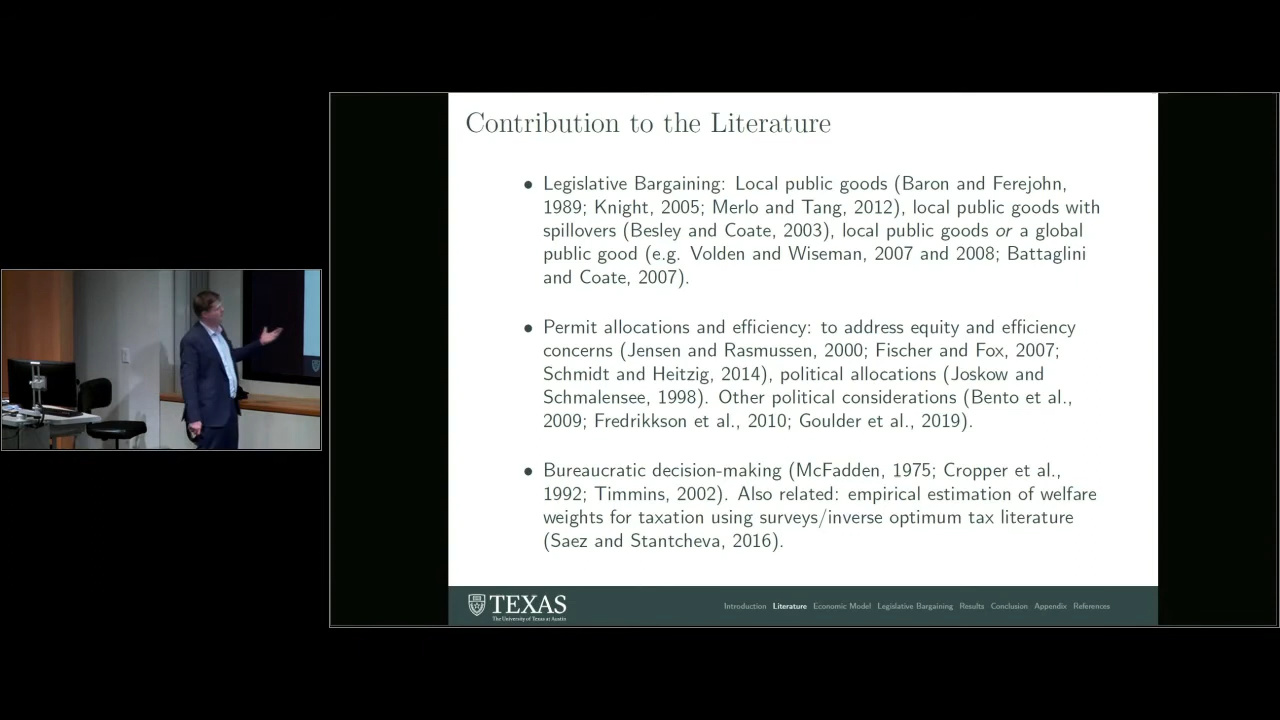 Contribution to the Literature
• Legislative Bargaining: Local public goods (Baron and Ferejohn,
1989; Knight, 2005; Merlo and Tang, 2012), local public goods with
spillovers (Besley and Coate, 2003), local public goods or a global
public good (e.g. Volden and Wiseman, 2007 and 2008; Battaglini
and Coate, 2007).
• Permit allocations and efficiency: to address equity and efficiency
concerns (Jensen and Rasmussen, 2000; Fischer and Fox, 2007;
Schmidt and Heitzig, 2014), political allocations (Joskow and
Schmalensee, 1998). Other political considerations (Bento et al.,
2009; Fredrikkson et al., 2010; Goulder et al., 2019).
• Bureaucratic decision-making (McFadden, 1975; Cropper et al.,
1992; Timmins, 2002). Also related: empirical estimation of welfare
weights for taxation using surveys/inverse optimum tax literature
(Saez and Stantcheva, 2016).
TEXAS
The University of Texas at Austin
Introduction Literature Economic Model Legislative Bargaining Results Conclusion Appendix References